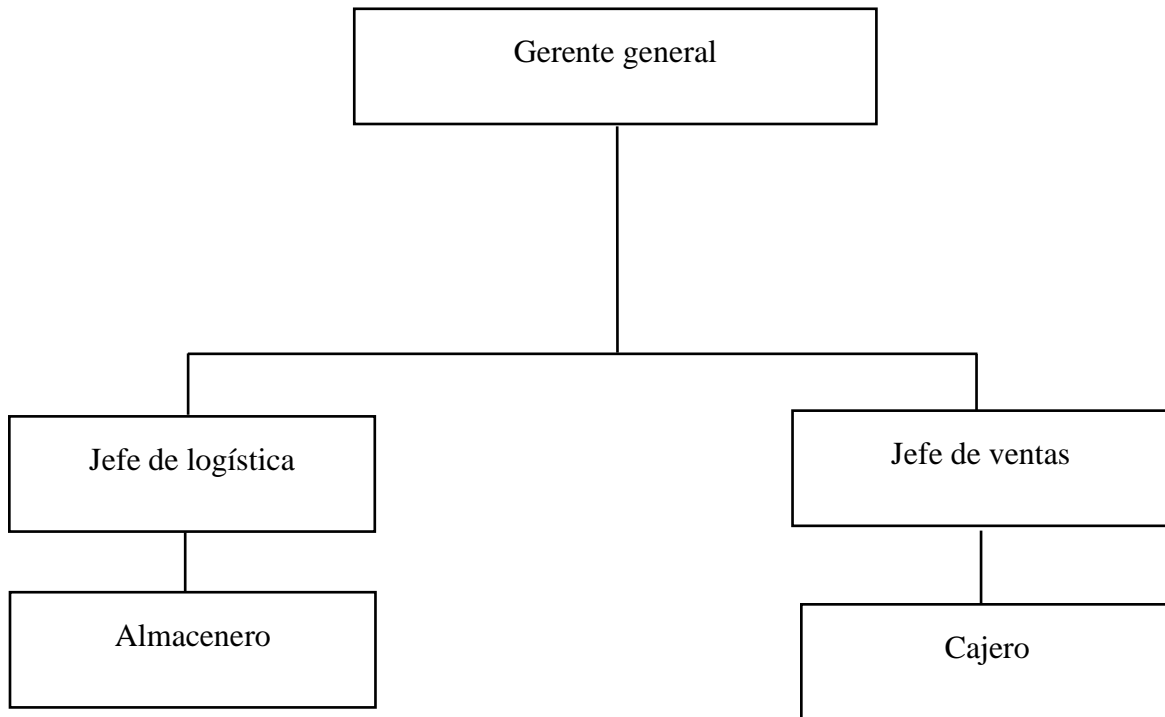 Gerente general
Jefe de logística
Jefe de ventas
Almacenero
Cajero